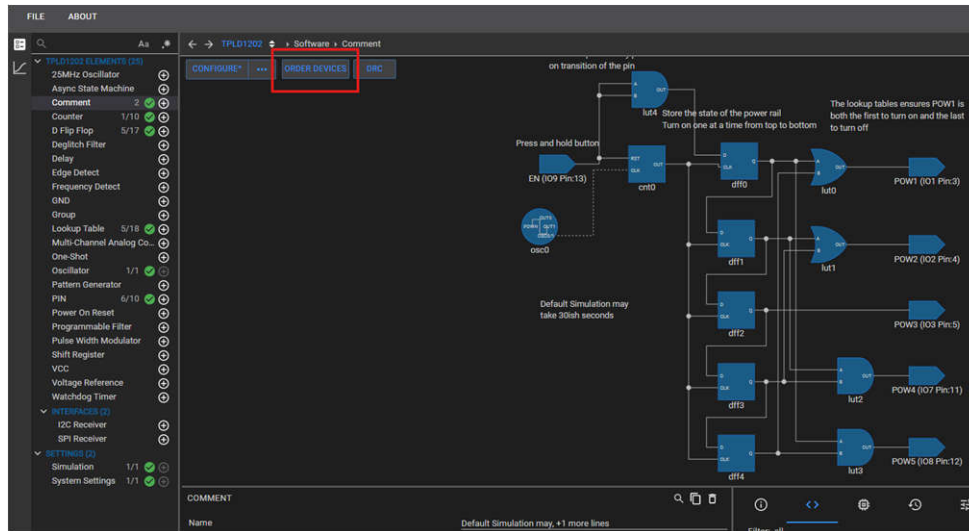 FILE ABOUT
Aa .*
TPLD1202 Software › Comment
TPLD1202 ELEMENTS (25)
25MHz Oscillator
Async State Machine
Comment 2
Counter 1/10
D Flip Flop 5/17
Deglitch Filter
Delay
Edge Detect
Frequency Detect
GND
Group
Lookup Table 5/18
Multi-Channel Analog Co...
One-Shot
Oscillator 1/1
Pattern Generator
PIN 6/10
Power On Reset
Programmable Filter
Pulse Width Modulator
Shift Register
VCC
Voltage Reference
Watchdog Timer
INTERFACES (2)
I2C Receiver
SPI Receiver
SETTINGS (2)
Simulation 1/1
System Settings 1/1
CONFIGURE* ... ORDER DEVICES DRC
on transition of the pin
A
B
OUT
lut4
Store the state of the power rail
Turn on one at a time from top to bottom
The lookup tables ensures POW1 is
both the first to turn on and the last
to turn off
Press and hold button
EN (IO9 Pin:13)
RST
CLK
OUT
cnt0
OUT0
OUT1
osc0
D
CLK
Q
dff0
A
B
OUT
lut0
POW1 (IO1 Pin:3)
D
CLK
Q
dff1
A
B
OUT
lut1
POW2 (IO2 Pin:4)
Default Simulation may
take 30ish seconds
D
CLK
Q
dff2
POW3 (IO3 Pin:5)
D
CLK
Q
dff3
A
B
OUT
lut2
POW4 (IO7 Pin:11)
D
CLK
Q
dff4
A
B
OUT
lut3
POW5 (IO8 Pin:12)
COMMENT
Name Default Simulation may, +1 more lines
Filter: all